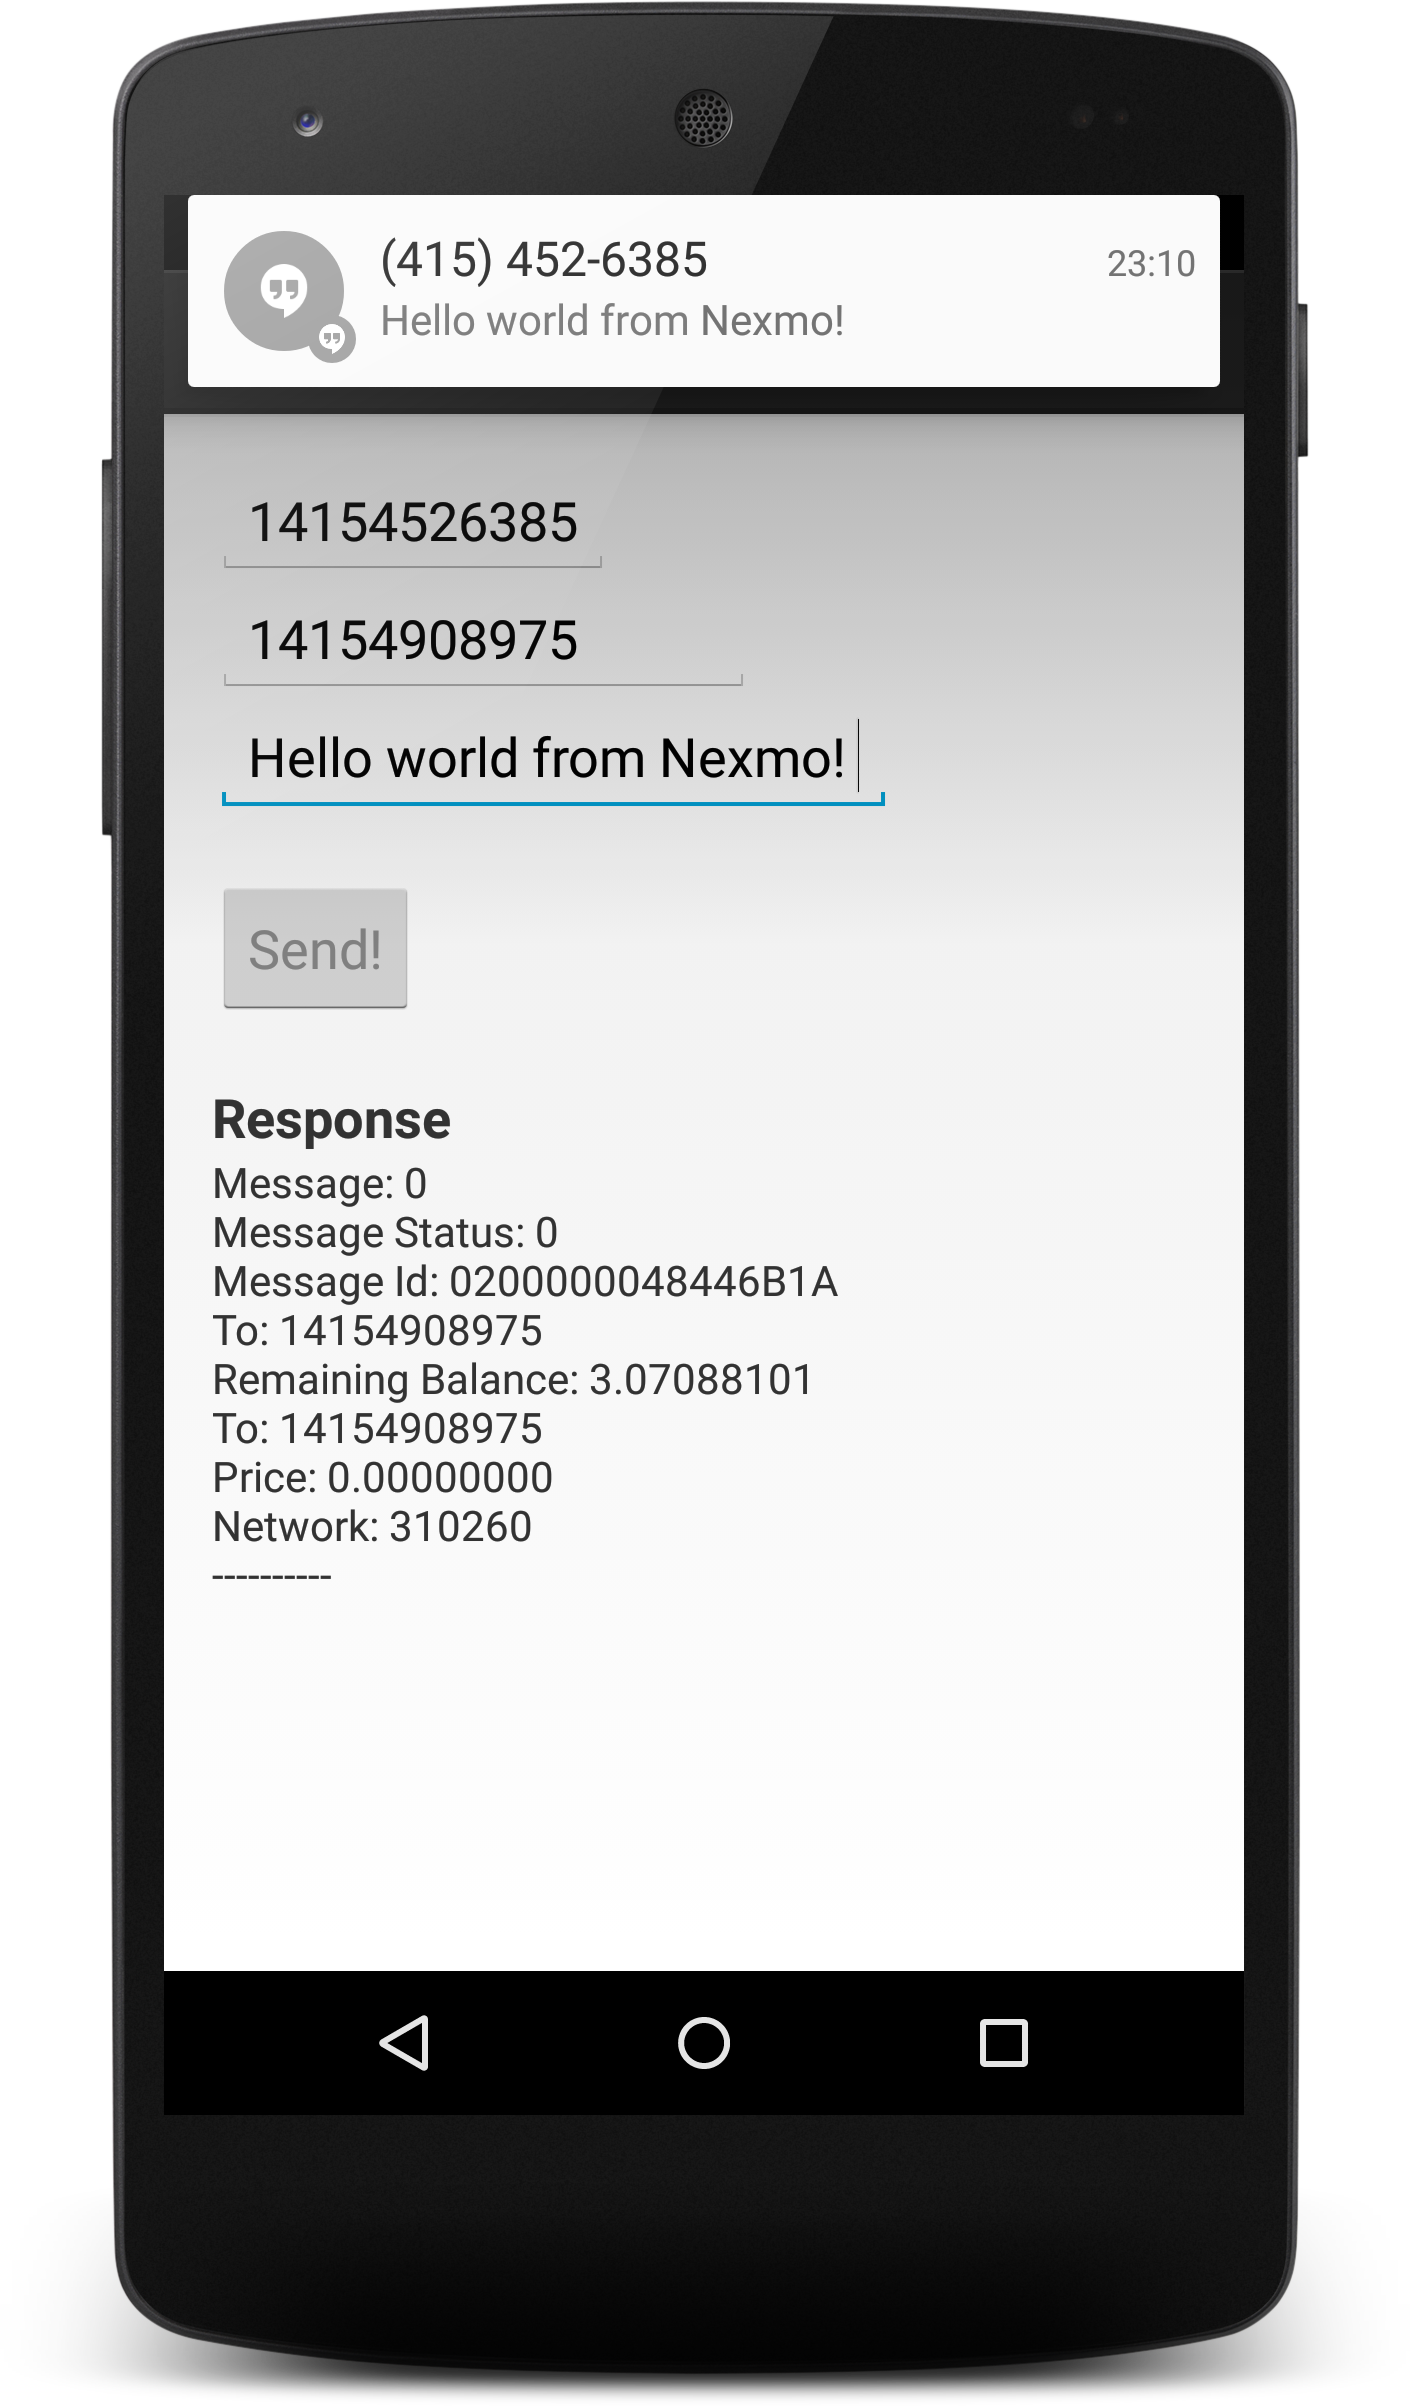 (415) 452-6385
23:10
Hello world from Nexmo!
14154526385
14154908975
Hello world from Nexmo!
Send!
Response
Message: 0
Message Status: 0
Message Id: 0200000048446B1A
To: 14154908975
Remaining Balance: 3.07088101
To: 14154908975
Price: 0.00000000
Network: 310260
----------